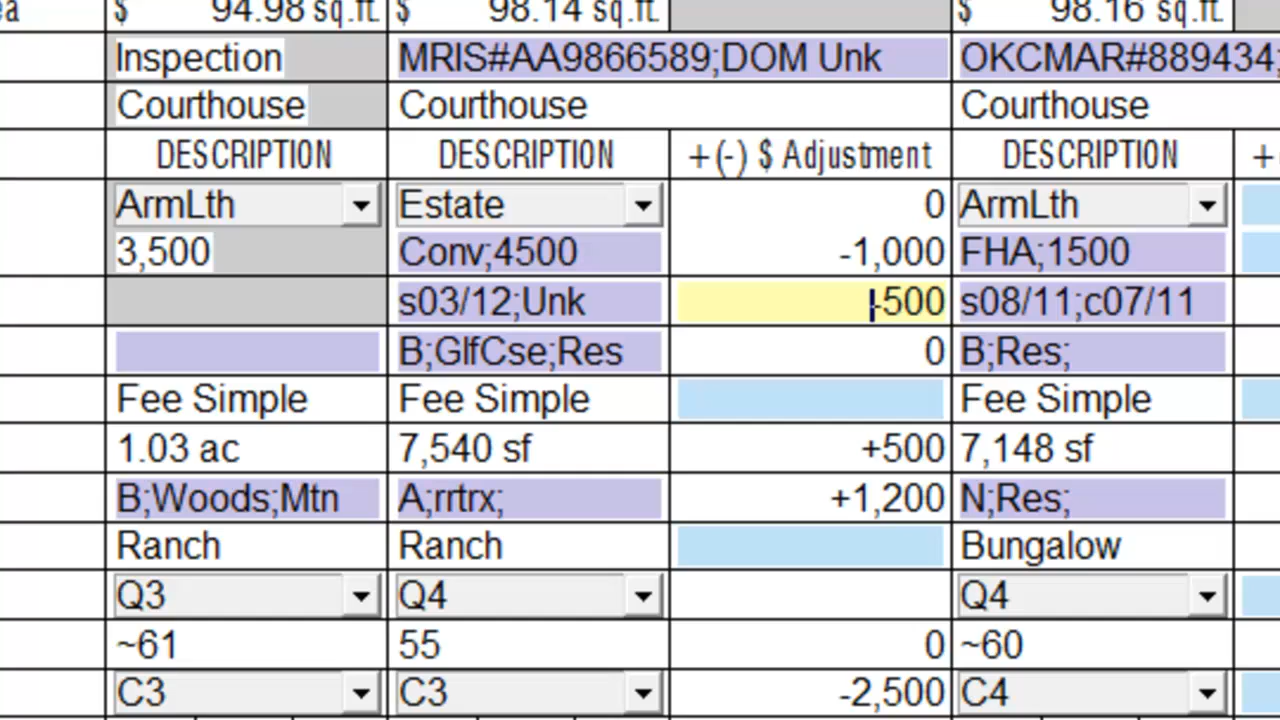 ea $ 94.98 sq.ft. $ 98.14 sq.ft. $ 98.16 sq.ft.
Inspection MRIS#AA9866589;DOM Unk OKCMAR#889434;
Courthouse Courthouse Courthouse
DESCRIPTION DESCRIPTION +(-) $ Adjustment DESCRIPTION +(
ArmLth Estate 0 ArmLth
3,500 Conv;4500 -1,000 FHA;1500
s03/12;Unk -500 s08/11;c07/11
B;GlfCse;Res 0 B;Res;
Fee Simple Fee Simple Fee Simple
1.03 ac 7,540 sf +500 7,148 sf
B;Woods;Mtn A;rrtrx; +1,200 N;Res;
Ranch Ranch Bungalow
Q3 Q4 Q4
~61 55 0 ~60
C3 C3 -2,500 C4